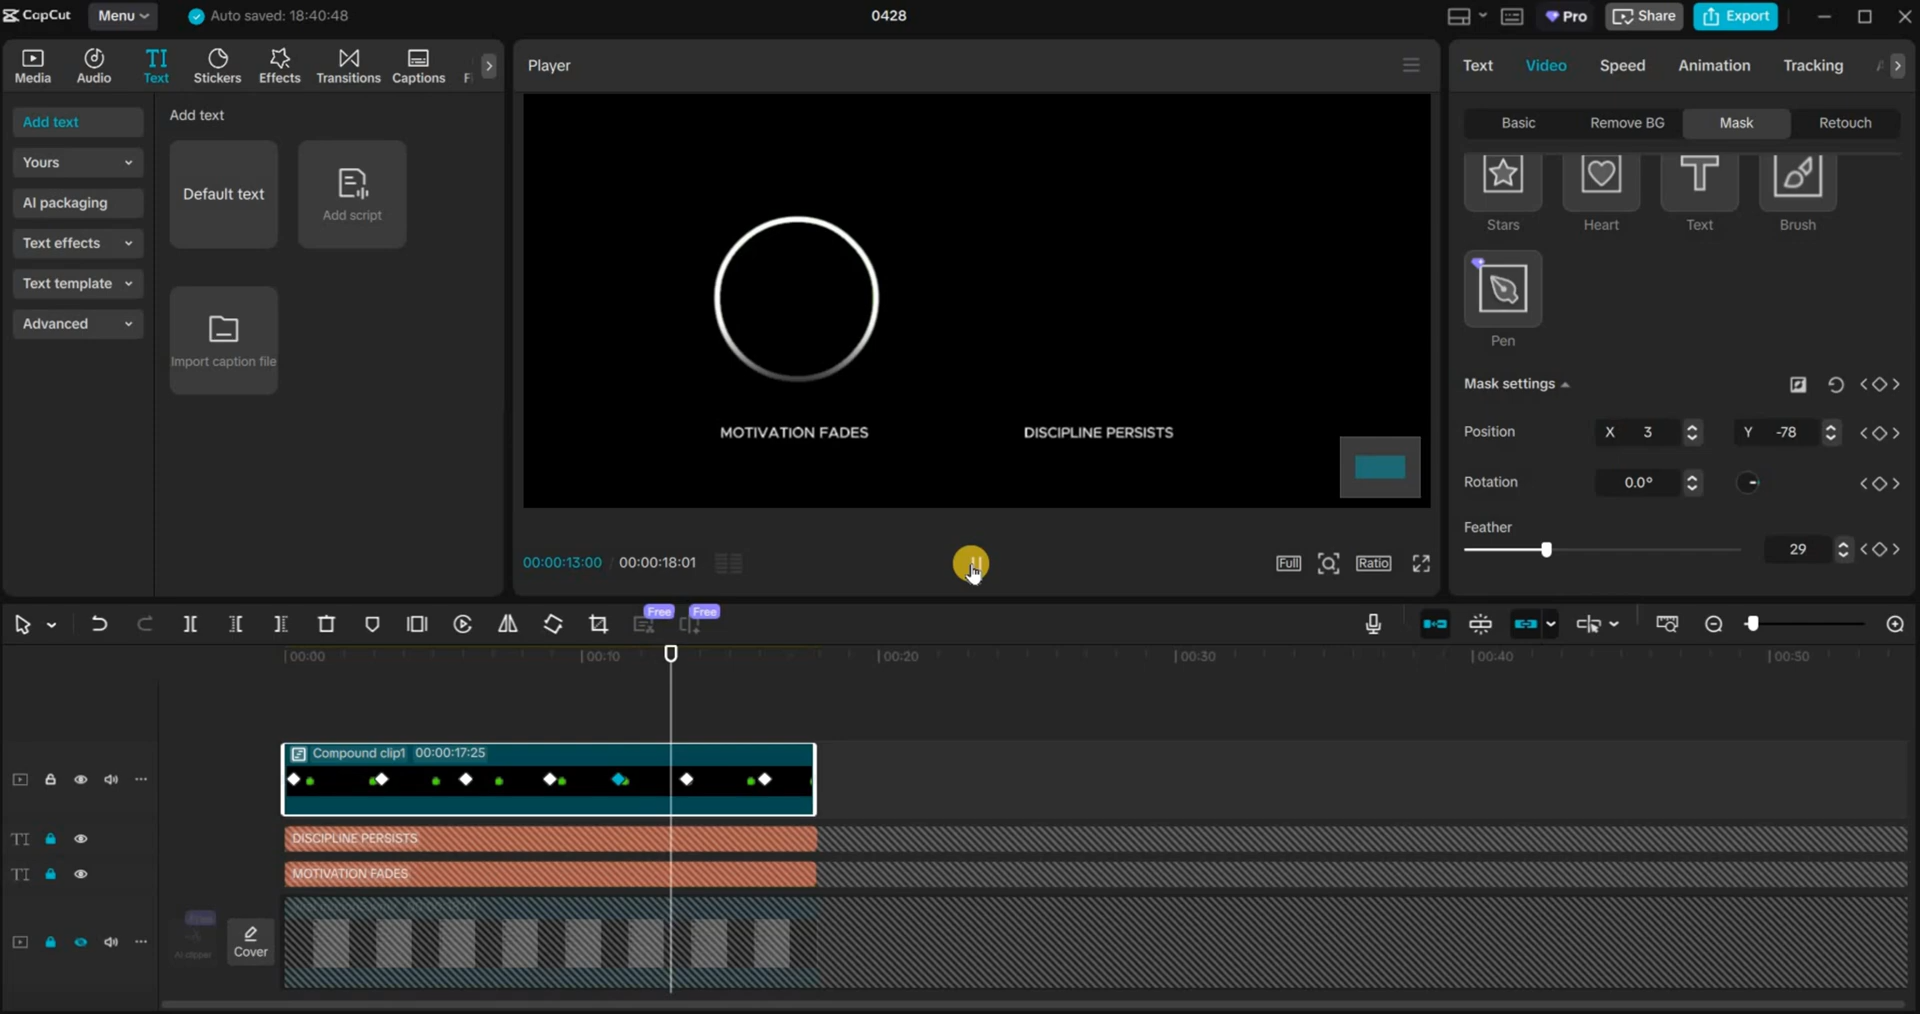 CapCut Menu Auto saved: 18:40:48 0428 Pro Share Export
Media Audio Text Stickers Effects Transitions Captions
Add text
Yours
AI packaging
Text effects
Text template
Advanced
Add text
Default text
Add script
Import caption file
Player
MOTIVATION FADES DISCIPLINE PERSISTS
00:00:13:00 / 00:00:18:01 Full Ratio
Text Video Speed Animation Tracking
Basic Remove BG Mask Retouch
Stars Heart Text Brush
Pen
Mask settings
Position X 3 Y -78
Rotation 0.0°
Feather
29
Free Free
00:00 00:10 00:20 00:30 00:40 00:50
Compound clip1 00:00:17:25
TI DISCIPLINE PERSISTS
TI MOTIVATION FADES
Free
AI clipper
Cover